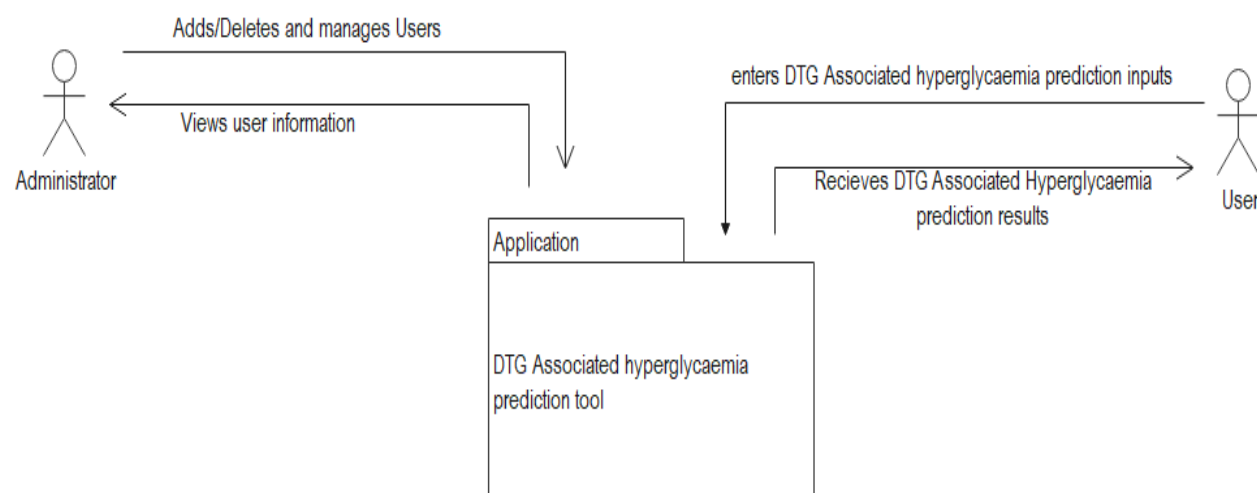 Adds/Deletes and manages Users
enters DTG Associated hyperglycaemia prediction inputs
Views user information
Administrator
Recieves DTG Associated Hyperglycaemia
prediction results
User
Application
DTG Associated hyperglycaemia
prediction tool